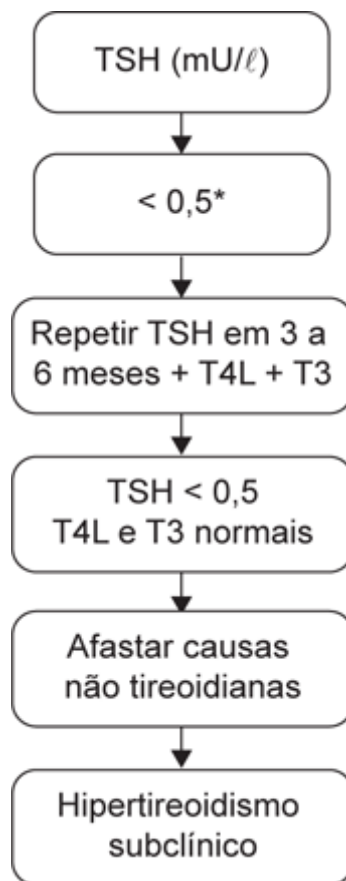 TSH (mU/ℓ)
< 0,5*
Repetir TSH em 3 a
6 meses + T4L + T3
TSH < 0,5
T4L e T3 normais
Afastar causas
não tireoidianas
Hipertireoidismo
subclínico